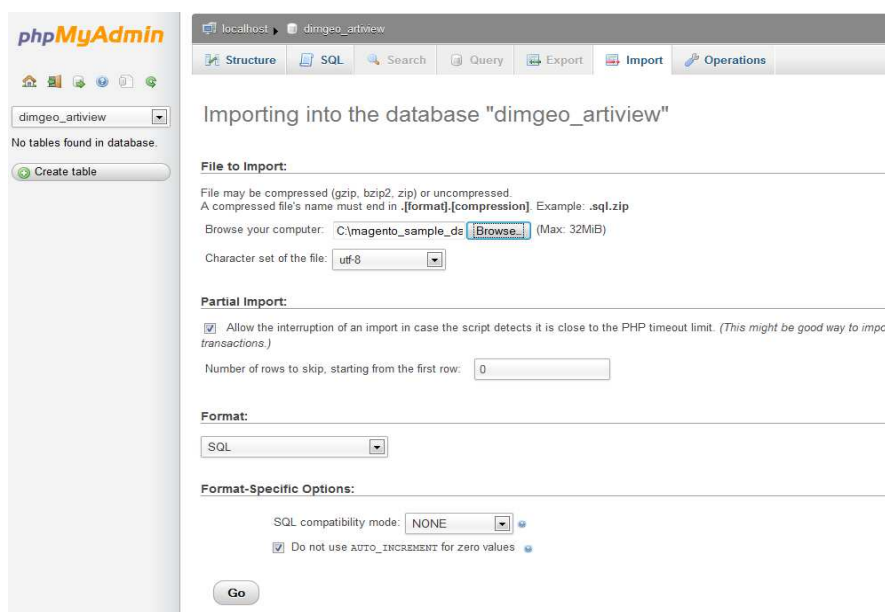 phpMyAdmin
dimgeo_artiview
No tables found in database.
Create table
localhost dimgeo_artiview
Structure SQL Search Query Export Import Operations
Importing into the database "dimgeo_artiview"
File to Import:
File may be compressed (gzip, bzip2, zip) or uncompressed.
A compressed file's name must end in .[format].[compression]. Example: .sql.zip
Browse your computer: C:\magento_sample_da Browse... (Max: 32MiB)
Character set of the file: utf-8
Partial Import:
Allow the interruption of an import in case the script detects it is close to the PHP timeout limit. (This might be good way to impo
transactions.)
Number of rows to skip, starting from the first row: 0
Format:
SQL
Format-Specific Options:
SQL compatibility mode: NONE
Do not use AUTO_INCREMENT for zero values
Go